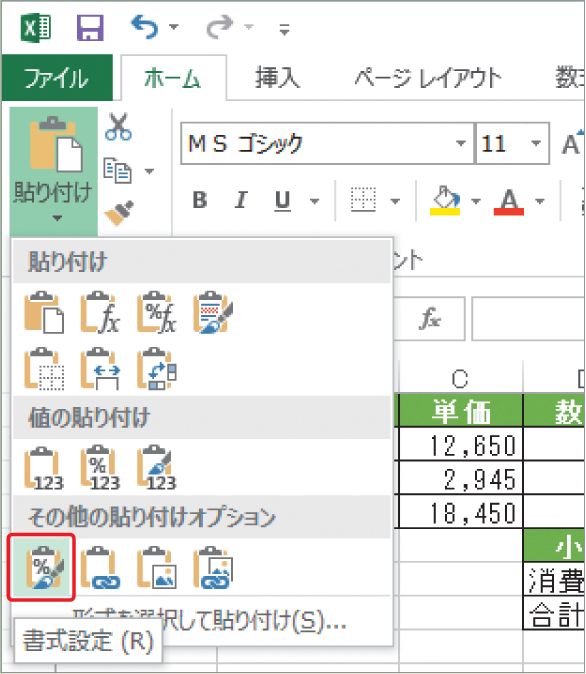 ファイル ホーム 挿入 ページ レイアウト 数
ＭＳ ゴシック 11 A
貼り付け
B I U A
貼り付け
ント
fx
fx %fx
C
値の貼り付け
単価 数
123 %123 123
12,650
2,945
その他の貼り付けオプション
18,450
%
小
消費
形式を選択して貼り付け(S)...
合計
書式設定 (R)